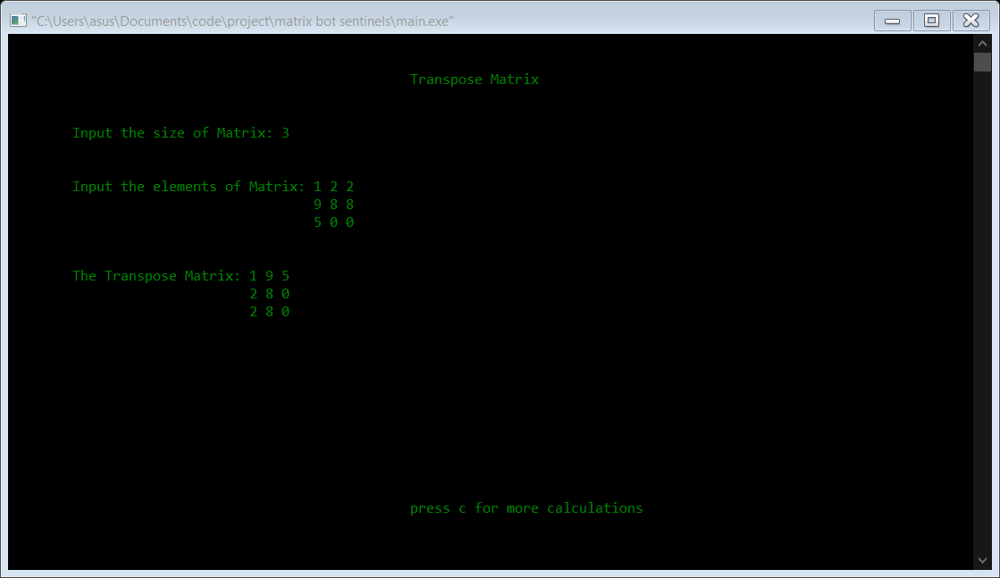 "C:\Users\asus\Documents\code\project\matrix bot sentinels\main.exe"
Transpose Matrix
Input the size of Matrix: 3
Input the elements of Matrix: 1 2 2
9 8 8
5 0 0
The Transpose Matrix: 1 9 5
2 8 0
2 8 0
press c for more calculations